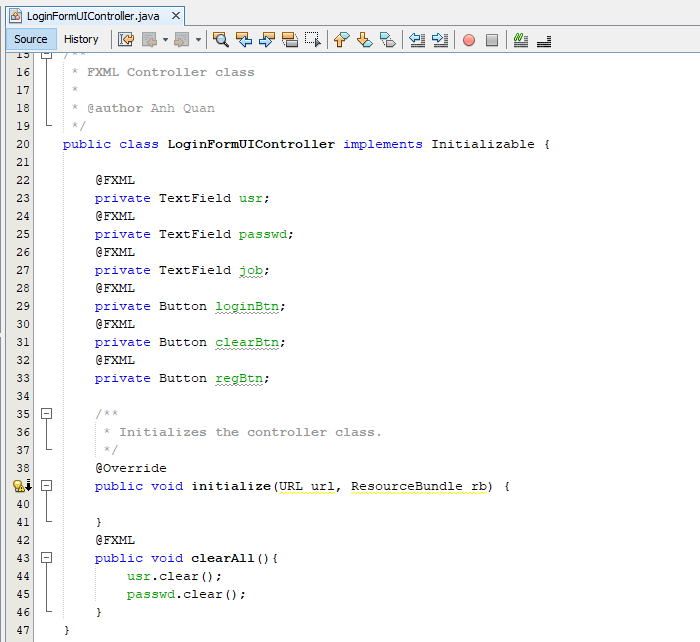 LoginFormUIController.java
Source History
15 /**
16 * FXML Controller class
17 *
18 * @author Anh Quan
19 */
20 public class LoginFormUIController implements Initializable {
21
22 @FXML
23 private TextField usr;
24 @FXML
25 private TextField passwd;
26 @FXML
27 private TextField job;
28 @FXML
29 private Button loginBtn;
30 @FXML
31 private Button clearBtn;
32 @FXML
33 private Button regBtn;
34
35 /**
36 * Initializes the controller class.
37 */
38 @Override
public void initialize(URL url, ResourceBundle rb) {
40
41 }
42 @FXML
43 public void clearAll(){
44 usr.clear();
45 passwd.clear();
46 }
47 }